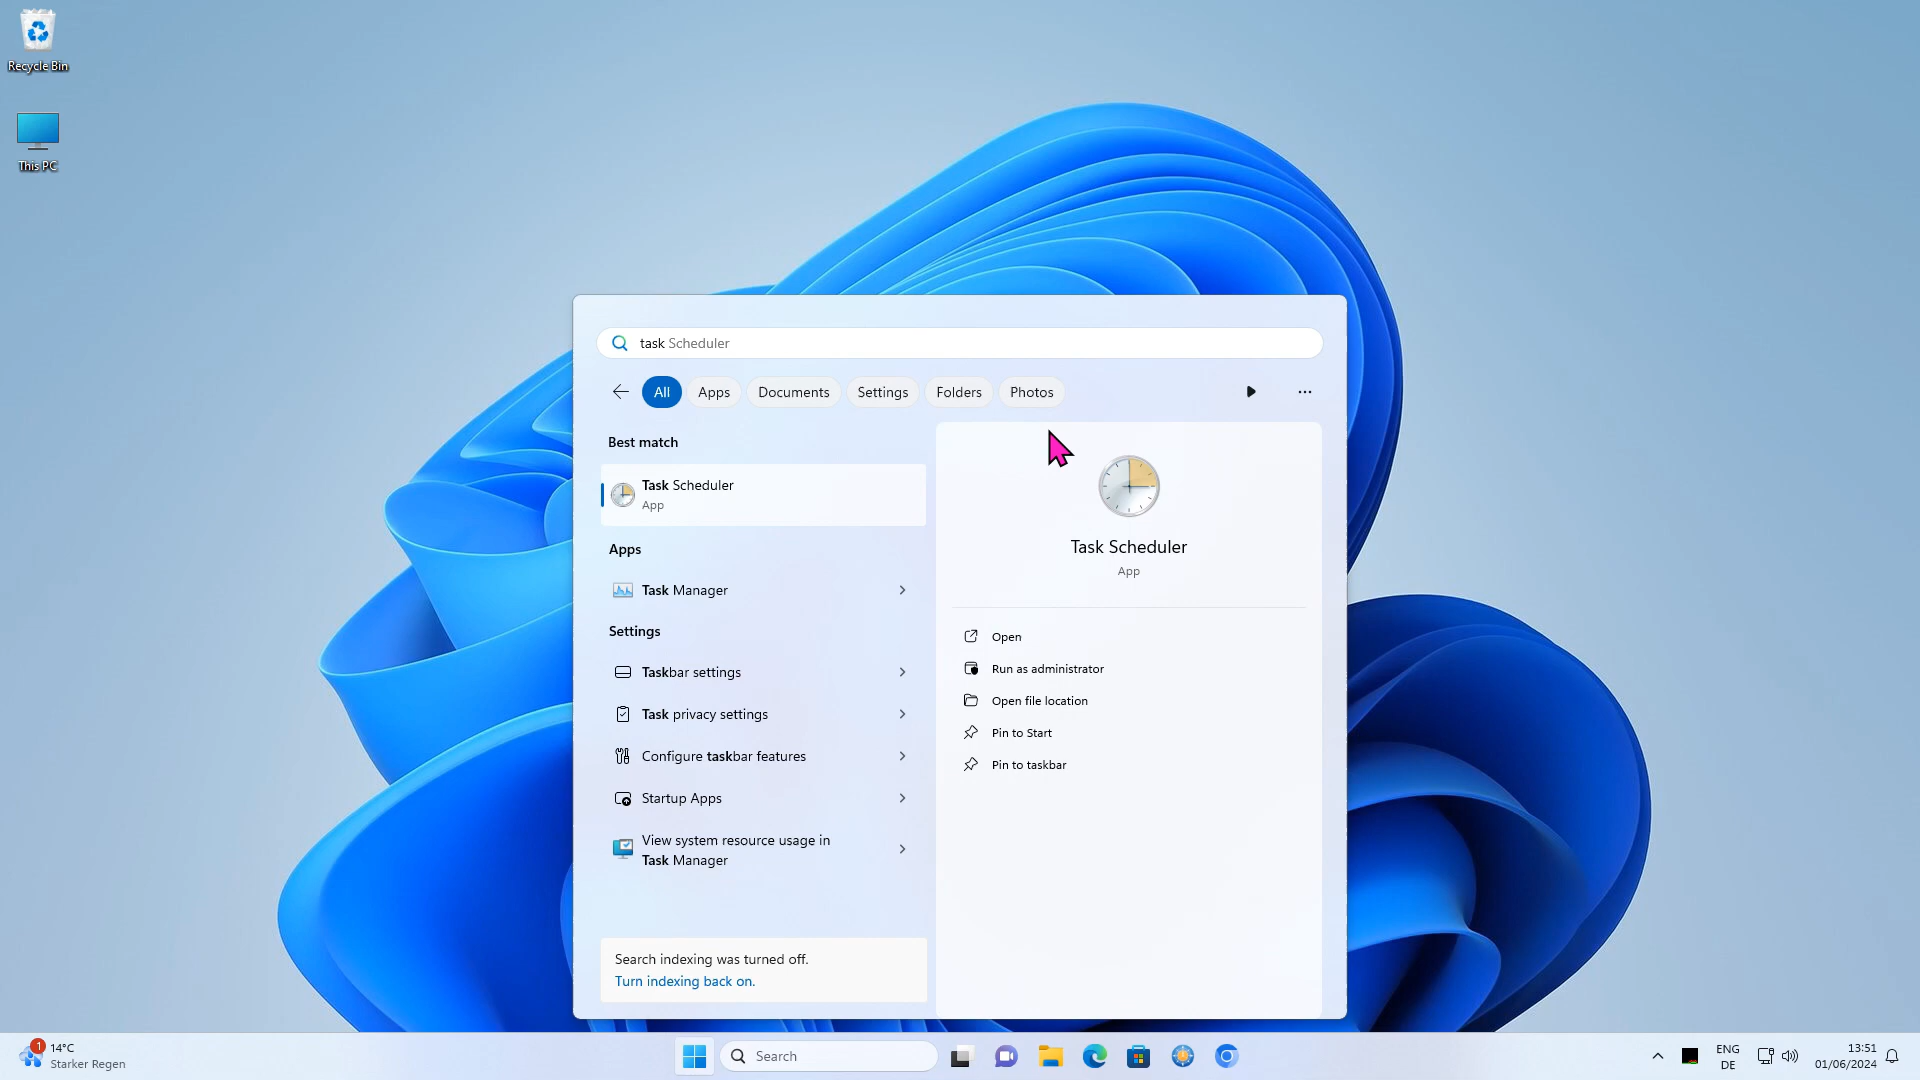 Recycle Bin
This PC
task Scheduler
All
Apps
Documents
Settings
Folders
Photos
Best match
Task Scheduler
App
Apps
Task Manager
Settings
Taskbar settings
Task privacy settings
Configure taskbar features
Startup Apps
View system resource usage in
Task Manager
Search indexing was turned off.
Turn indexing back on.
Task Scheduler
App
Open
Run as administrator
Open file location
Pin to Start
Pin to taskbar
1
14°C
Starker Regen
Search
ENG
DE
13:51
01/06/2024